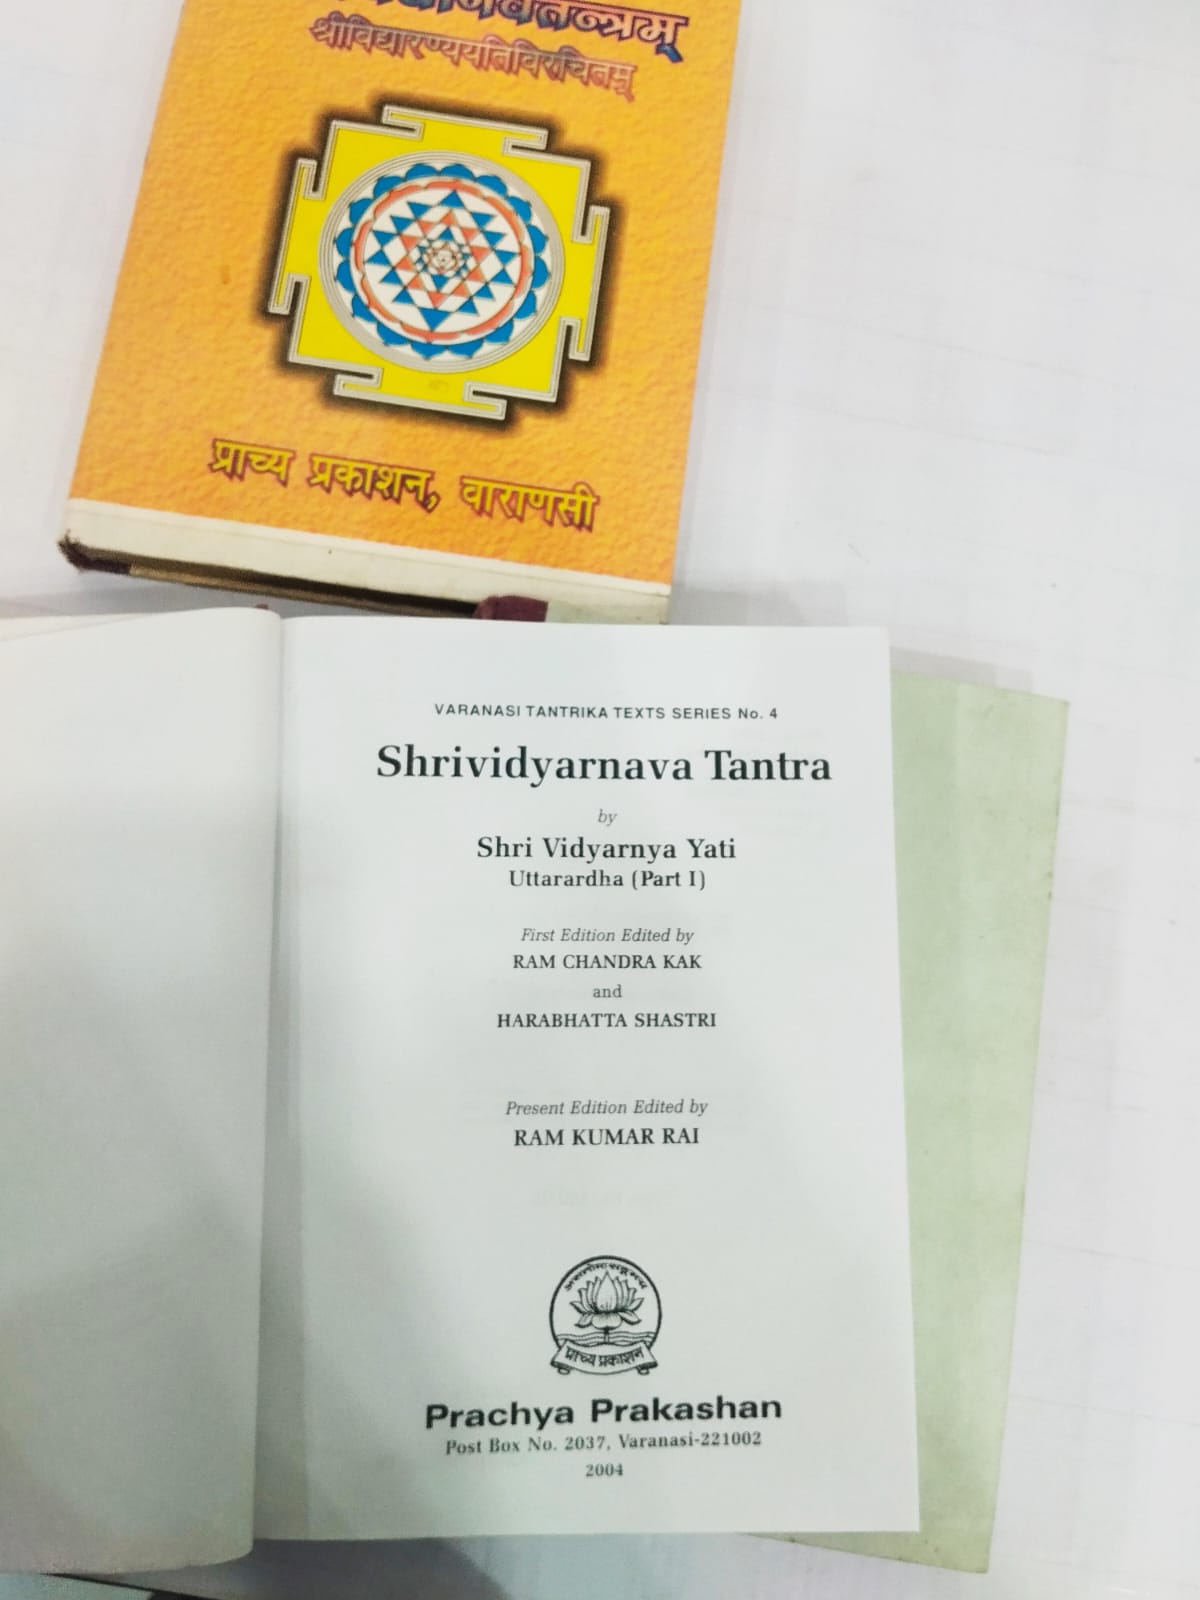 श्रीविद्यारण्ययतिविरचितम्
प्राच्य प्रकाशन, वाराणसी
VARANASI TANTRIKA TEXTS SERIES No. 4
Shrividyarnava Tantra
by
Shri Vidyarnya Yati
Uttarardha (Part I)
First Edition Edited by
RAM CHANDRA KAK
and
HARABHATTA SHASTRI
Present Edition Edited by
RAM KUMAR RAI
प्राच्य प्रकाशन
Prachya Prakashan
Post Box No. 2037, Varanasi-221002
2004